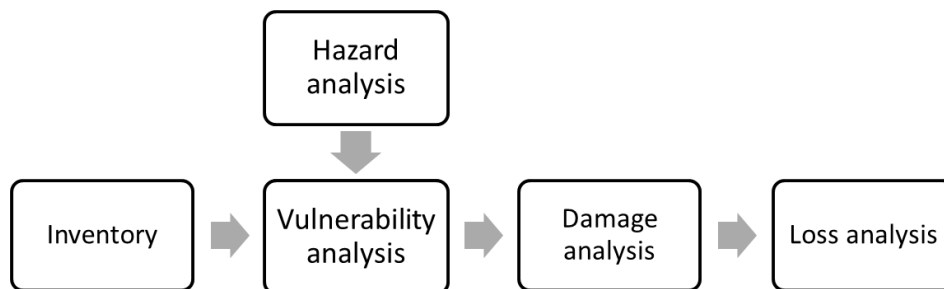 Hazard
analysis
Inventory
Vulnerability
analysis
Damage
analysis
Loss analysis